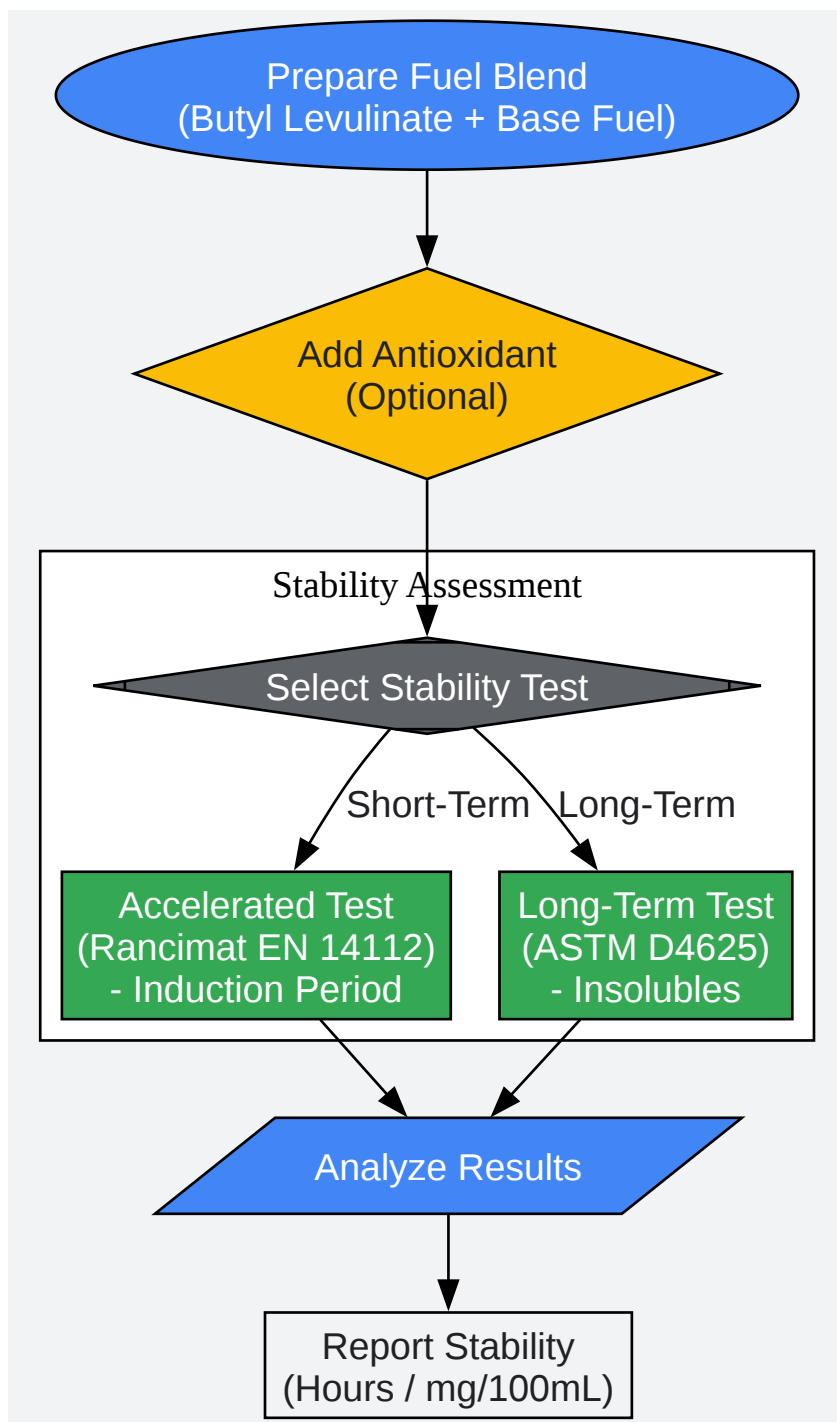 Prepare Fuel Blend
(Butyl Levulinate + Base Fuel)
Add Antioxidant
(Optional)
Stability Assessment
Select Stability Test
Short-Term
Long-Term
Accelerated Test
(Rancimat EN 14112)
- Induction Period
Long-Term Test
(ASTM D4625)
- Insolubles
Analyze Results
Report Stability
(Hours / mg/100mL)